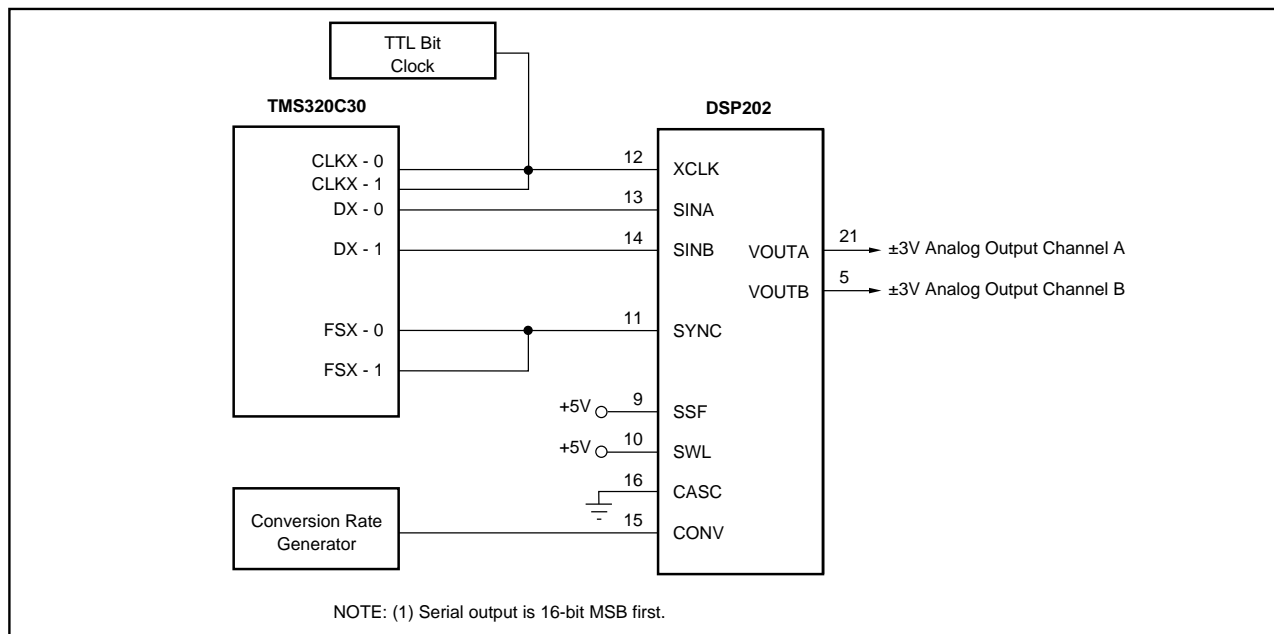 TTL Bit
Clock
TMS320C30
DSP202
CLKX - 0
CLKX - 1
DX - 0
DX - 1
FSX - 0
FSX - 1
12
13
14
11
+5V
9
+5V
10
16
15
XCLK
SINA
SINB
SYNC
SSF
SWL
CASC
CONV
VOUTA
VOUTB
21
±3V Analog Output Channel A
5
±3V Analog Output Channel B
Conversion Rate
Generator
NOTE: (1) Serial output is 16-bit MSB first.